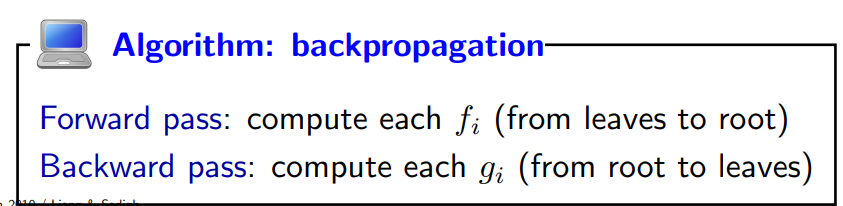 Algorithm: backpropagation
Forward pass: compute each fᵢ (from leaves to root)
Backward pass: compute each gᵢ (from root to leaves)